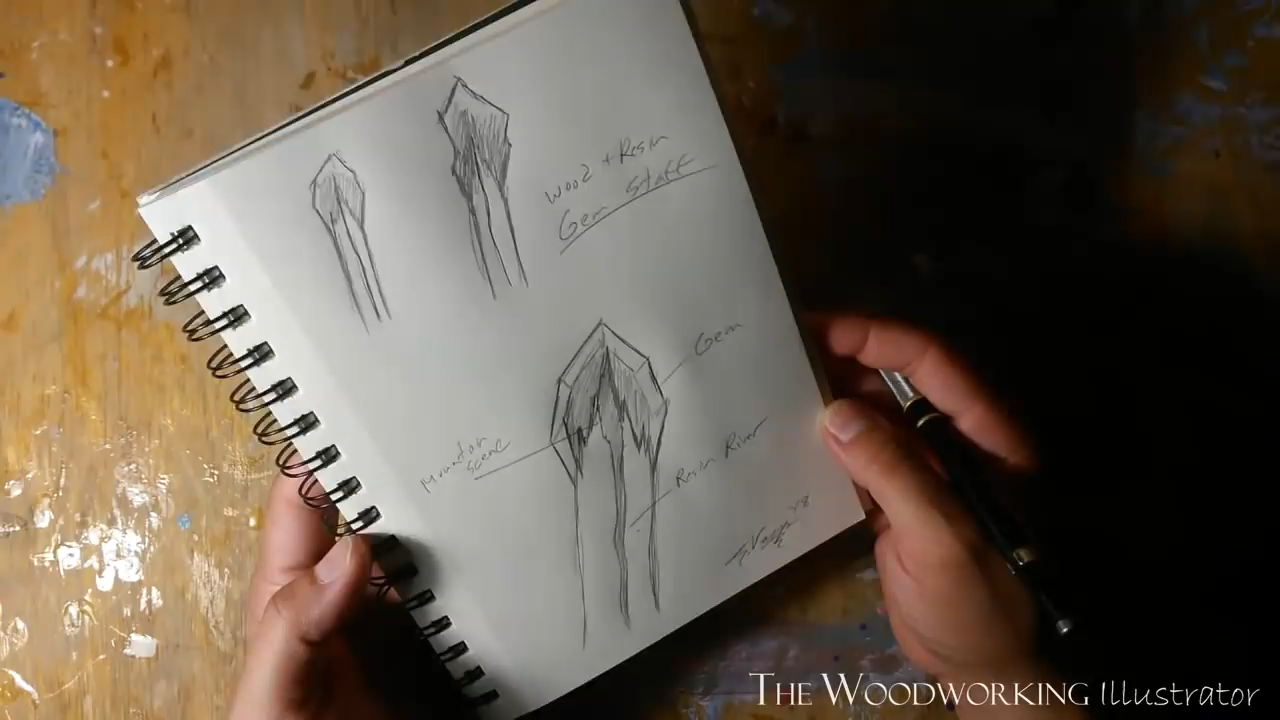 Wood + Resin
Gem Staff
Gem
Mountain
scene
Resin River
THE WOODWORKING Illustrator